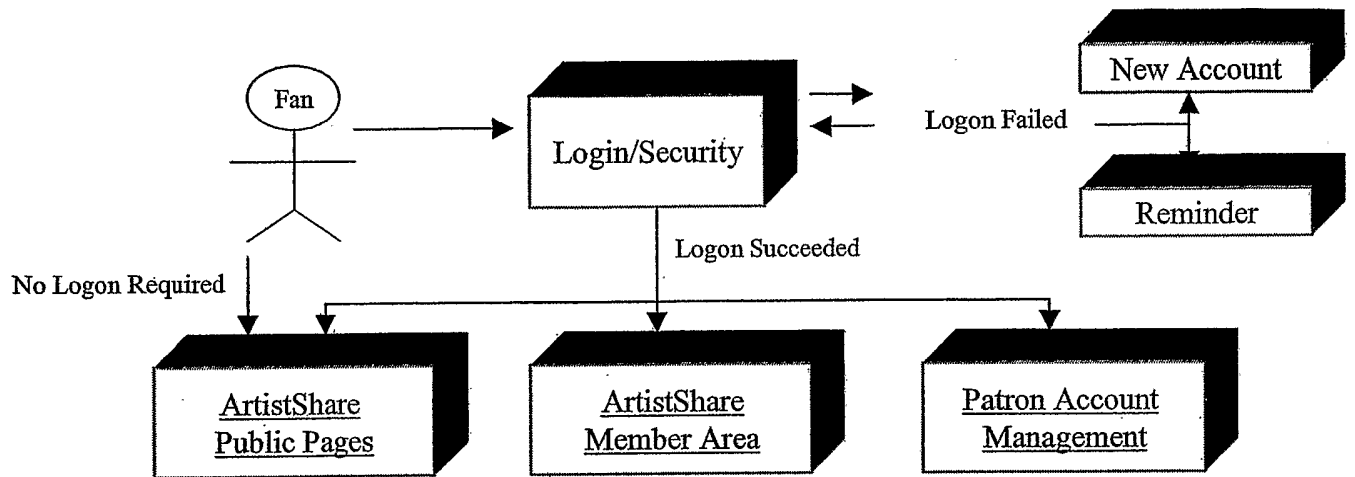 Fan
New Account
Login/Security
Logon Failed
Reminder
Logon Succeeded
No Logon Required
ArtistShare
Public Pages
ArtistShare
Member Area
Patron Account
Management